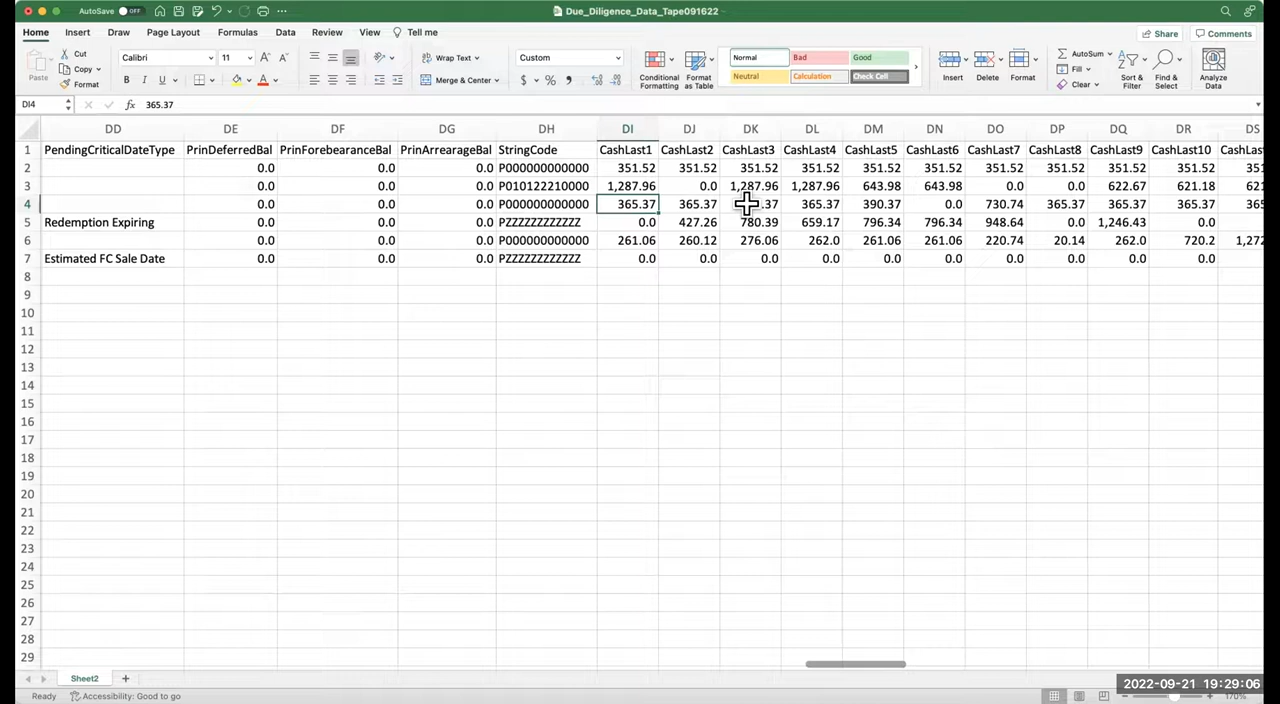 AutoSave OFF Due_Diligence_Data_Tape091622
Home Insert Draw Page Layout Formulas Data Review View Tell me Share Comments
Paste Cut Copy Format Calibri 11 A A B I U A Wrap Text Merge & Center Custom $ % Conditional Formatting Format as Table Normal Bad Good Neutral Calculation Check Cell Insert Delete Format AutoSum Fill Clear Sort & Filter Find & Select Analyze Data
DI4 fx 365.37
DD DE DF DG DH DI DJ DK DL DM DN DO DP DQ DR DS
1 PendingCriticalDateType PrinDeferredBal PrinForebearanceBal PrinArrearageBal StringCode CashLast1 CashLast2 CashLast3 CashLast4 CashLast5 CashLast6 CashLast7 CashLast8 CashLast9 CashLast10 CashLast
2 0.0 0.0 0.0 P000000000000 351.52 351.52 351.52 351.52 351.52 351.52 351.52 351.52 351.52 351.52 35
3 0.0 0.0 0.0 P010122210000 1,287.96 0.0 1,287.96 1,287.96 643.98 643.98 0.0 0.0 622.67 621.18 62
4 0.0 0.0 0.0 P000000000000 365.37 365.37 .37 365.37 390.37 0.0 730.74 365.37 365.37 365.37 36
5 Redemption Expiring 0.0 0.0 0.0 PZZZZZZZZZZZZ 0.0 427.26 780.39 659.17 796.34 796.34 948.64 0.0 1,246.43 0.0
6 0.0 0.0 0.0 P000000000000 261.06 260.12 276.06 262.0 261.06 261.06 220.74 20.14 262.0 720.2 1,27
7 Estimated FC Sale Date 0.0 0.0 0.0 PZZZZZZZZZZZZ 0.0 0.0 0.0 0.0 0.0 0.0 0.0 0.0 0.0 0.0
8
9
10
11
12
13
14
15
16
17
18
19
20
21
22
23
24
25
26
27
28
29
Sheet2
Ready Accessibility: Good to go 2022-09-21 19:29:06 170%